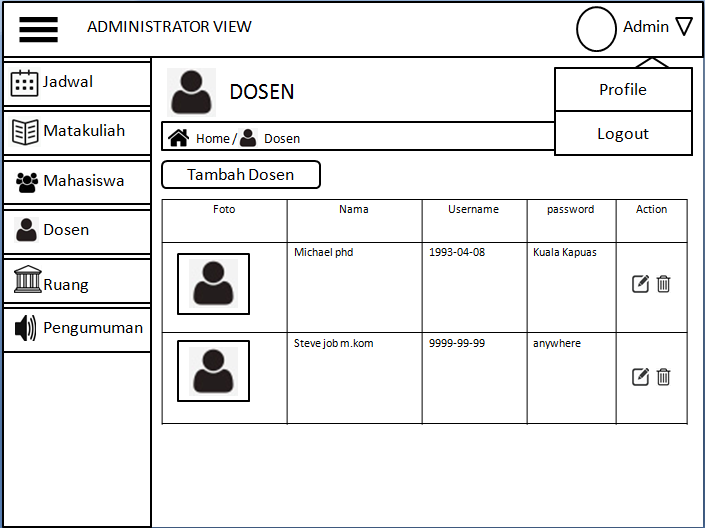 ADMINISTRATOR VIEW
Admin
Profile
Logout
Jadwal
Matakuliah
Mahasiswa
Dosen
Ruang
Pengumuman
DOSEN
Home / Dosen
Tambah Dosen
Foto Nama Username password Action
Michael phd 1993-04-08 Kuala Kapuas
Steve job m.kom 9999-99-99 anywhere